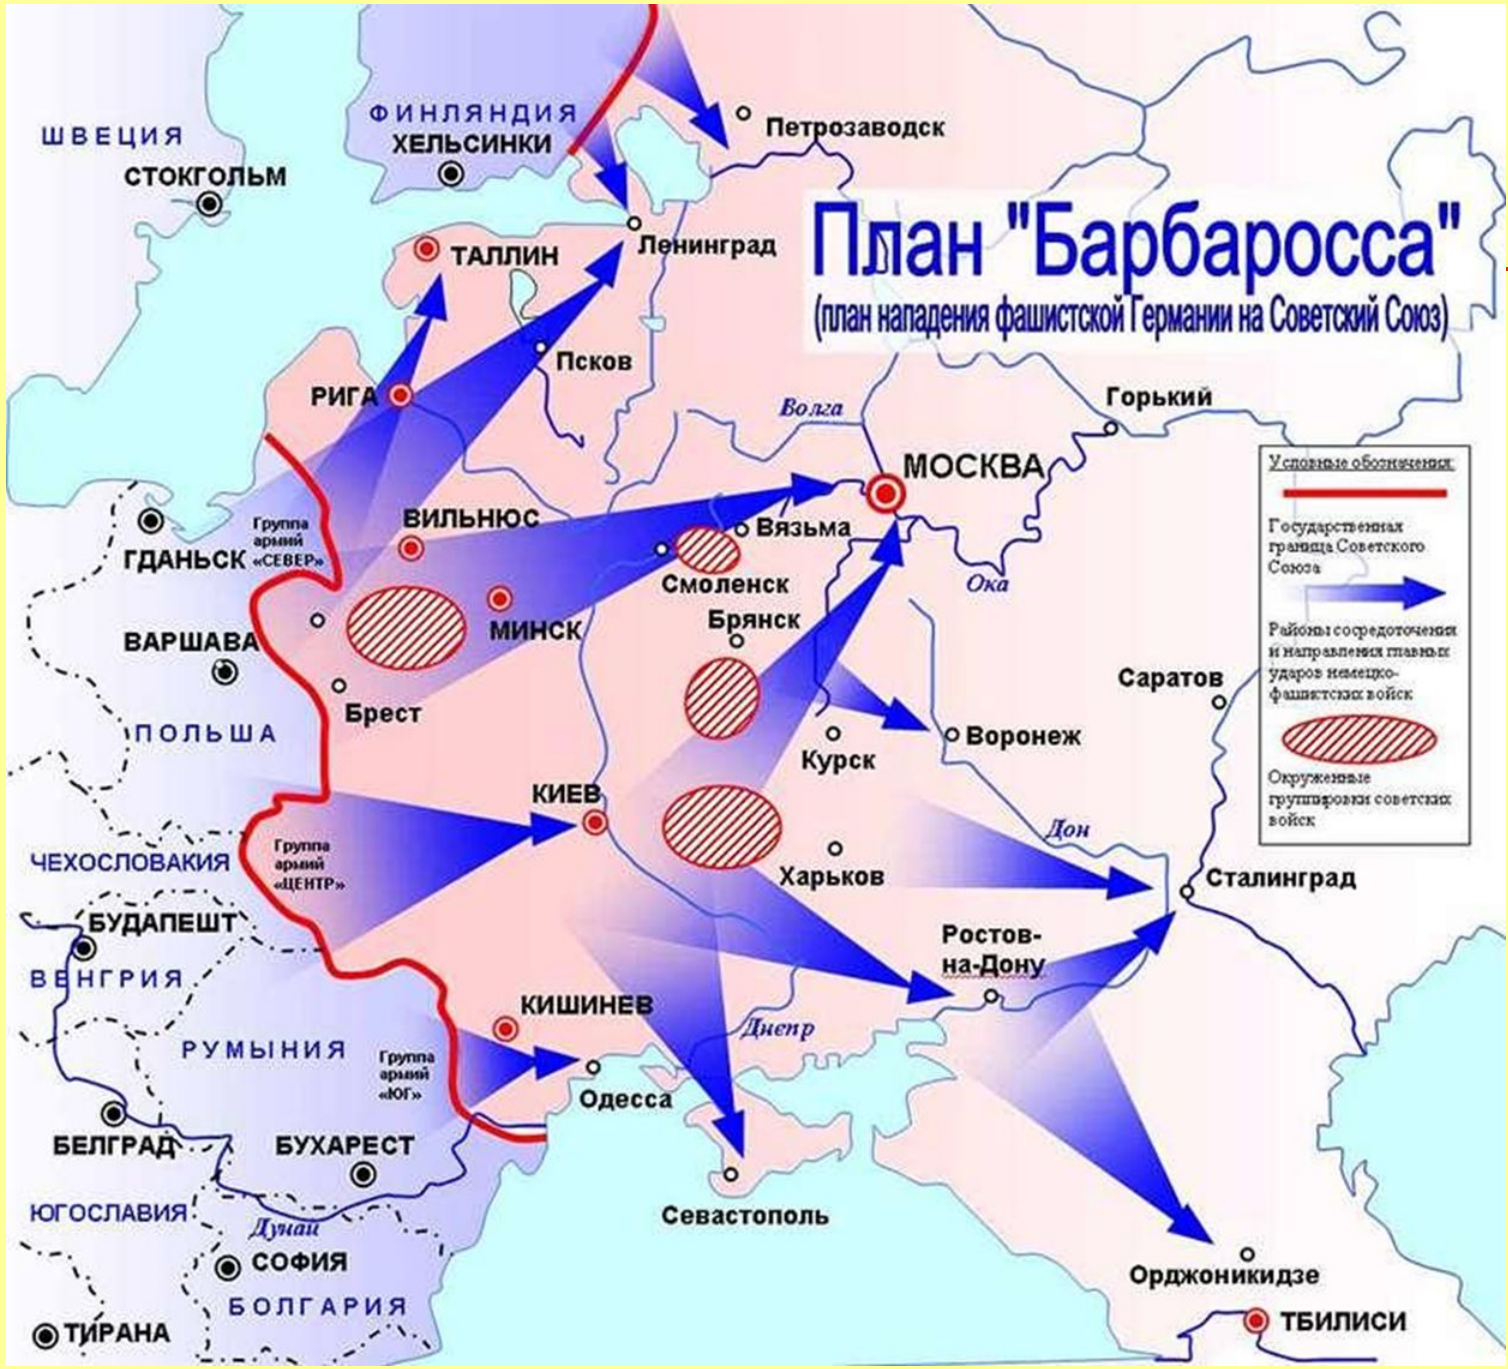 План "Барбаросса"
(план нападения фашистской Германии на Советский Союз)
ШВЕЦИЯ
СТОКГОЛЬМ
ФИНЛЯНДИЯ
ХЕЛЬСИНКИ
Петрозаводск
Ленинград
ТАЛЛИН
Псков
РИГА
Волга
Горький
МОСКВА
Вязьма
Смоленск
Ока
ВИЛЬНЮС
МИНСК
Брянск
Группа
армий
«СЕВЕР»
ГДАНЬСК
ВАРШАВА
Брест
ПОЛЬША
Саратов
Воронеж
Курск
КИЕВ
Дон
Харьков
Сталинград
Группа
армий
«ЦЕНТР»
ЧЕХОСЛОВАКИЯ
БУДАПЕШТ
ВЕНГРИЯ
Ростов-
на-Дону
КИШИНЕВ
Днепр
РУМЫНИЯ
Группа
армий
«ЮГ»
Одесса
БЕЛГРАД
БУХАРЕСТ
Севастополь
ЮГОСЛАВИЯ
Дунай
СОФИЯ
БОЛГАРИЯ
ТИРАНА
Орджоникидзе
ТБИЛИСИ
Условные обозначения:
Государственная
граница Советского
Союза
Районы сосредоточения
и направления главных
ударов немецко-
фашистских войск
Окруженные
группировки советских
войск